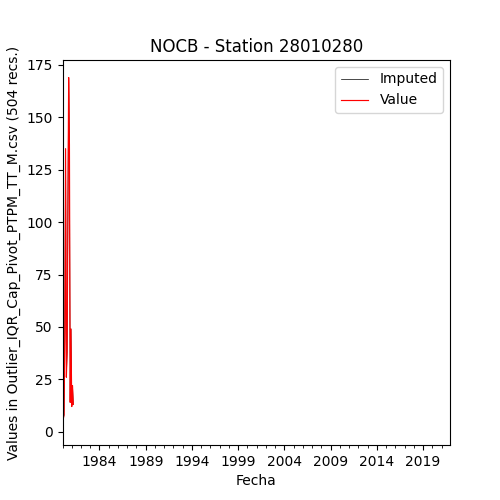 NOCB - Station 28010280
Values in Outlier_IQR_Cap_Pivot_PTPM_TT_M.csv (504 recs.)
175
150
125
100
75
50
25
0
Imputed
Value
1984 1989 1994 1999 2004 2009 2014 2019
Fecha